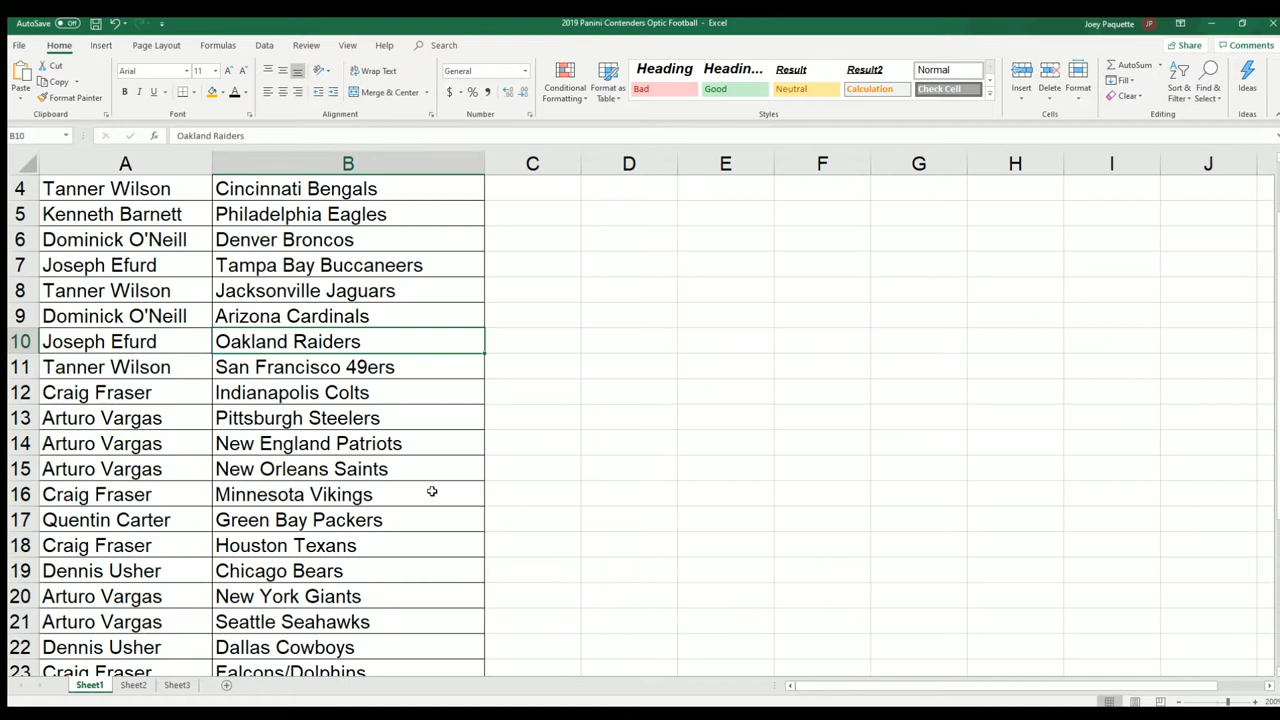 AutoSave Off 2019 Panini Contenders Optic Football - Excel Joey Paquette JP
File Home Insert Page Layout Formulas Data Review View Help Search Share Comments
Paste Cut Copy Format Painter Clipboard
Arial 11 A A B I U A Font
Wrap Text Merge & Center Alignment
General $ % Number
Conditional Formatting Format as Table Heading Headin... Result Result2 Normal Bad Good Neutral Calculation Check Cell Styles
Insert Delete Format Cells
AutoSum Fill Clear Sort & Filter Find & Select Editing
Ideas Ideas
B10 fx Oakland Raiders
A B C D E F G H I J
4 Tanner Wilson Cincinnati Bengals
5 Kenneth Barnett Philadelphia Eagles
6 Dominick O'Neill Denver Broncos
7 Joseph Efurd Tampa Bay Buccaneers
8 Tanner Wilson Jacksonville Jaguars
9 Dominick O'Neill Arizona Cardinals
10 Joseph Efurd Oakland Raiders
11 Tanner Wilson San Francisco 49ers
12 Craig Fraser Indianapolis Colts
13 Arturo Vargas Pittsburgh Steelers
14 Arturo Vargas New England Patriots
15 Arturo Vargas New Orleans Saints
16 Craig Fraser Minnesota Vikings
17 Quentin Carter Green Bay Packers
18 Craig Fraser Houston Texans
19 Dennis Usher Chicago Bears
20 Arturo Vargas New York Giants
21 Arturo Vargas Seattle Seahawks
22 Dennis Usher Dallas Cowboys
23 Craig Fraser Falcons/Dolphins
Sheet1 Sheet2 Sheet3
200%